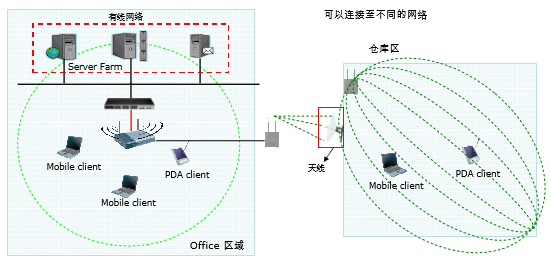 有线网络
可以连接至不同的网络
仓库区
Server Farm
天线
Mobile client
PDA client
Mobile client
PDA client
Mobile client
Office 区域